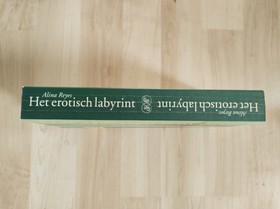 Alina Reyes
Het erotisch labyrint
Alina Reyes
Het erotisch labyrint